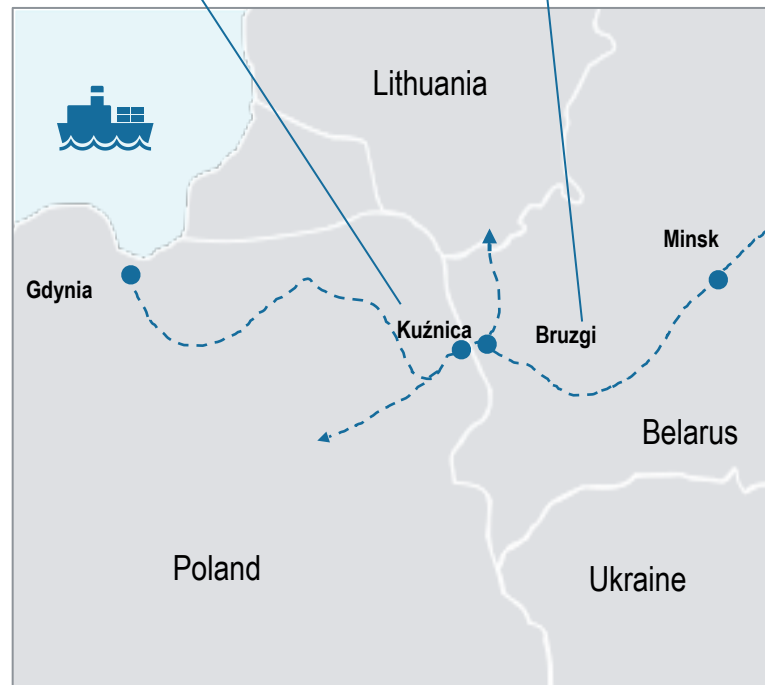 Lithuania
Minsk
Gdynia
Kuźnica
Bruzgi
Belarus
Poland
Ukraine